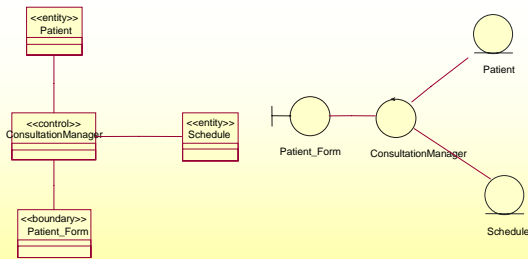 <<entity>>
Patient
<<control>>
ConsultationManager
<<entity>>
Schedule
<<boundary>>
Patient_Form
Patient
Patient_Form
ConsultationManager
Schedule